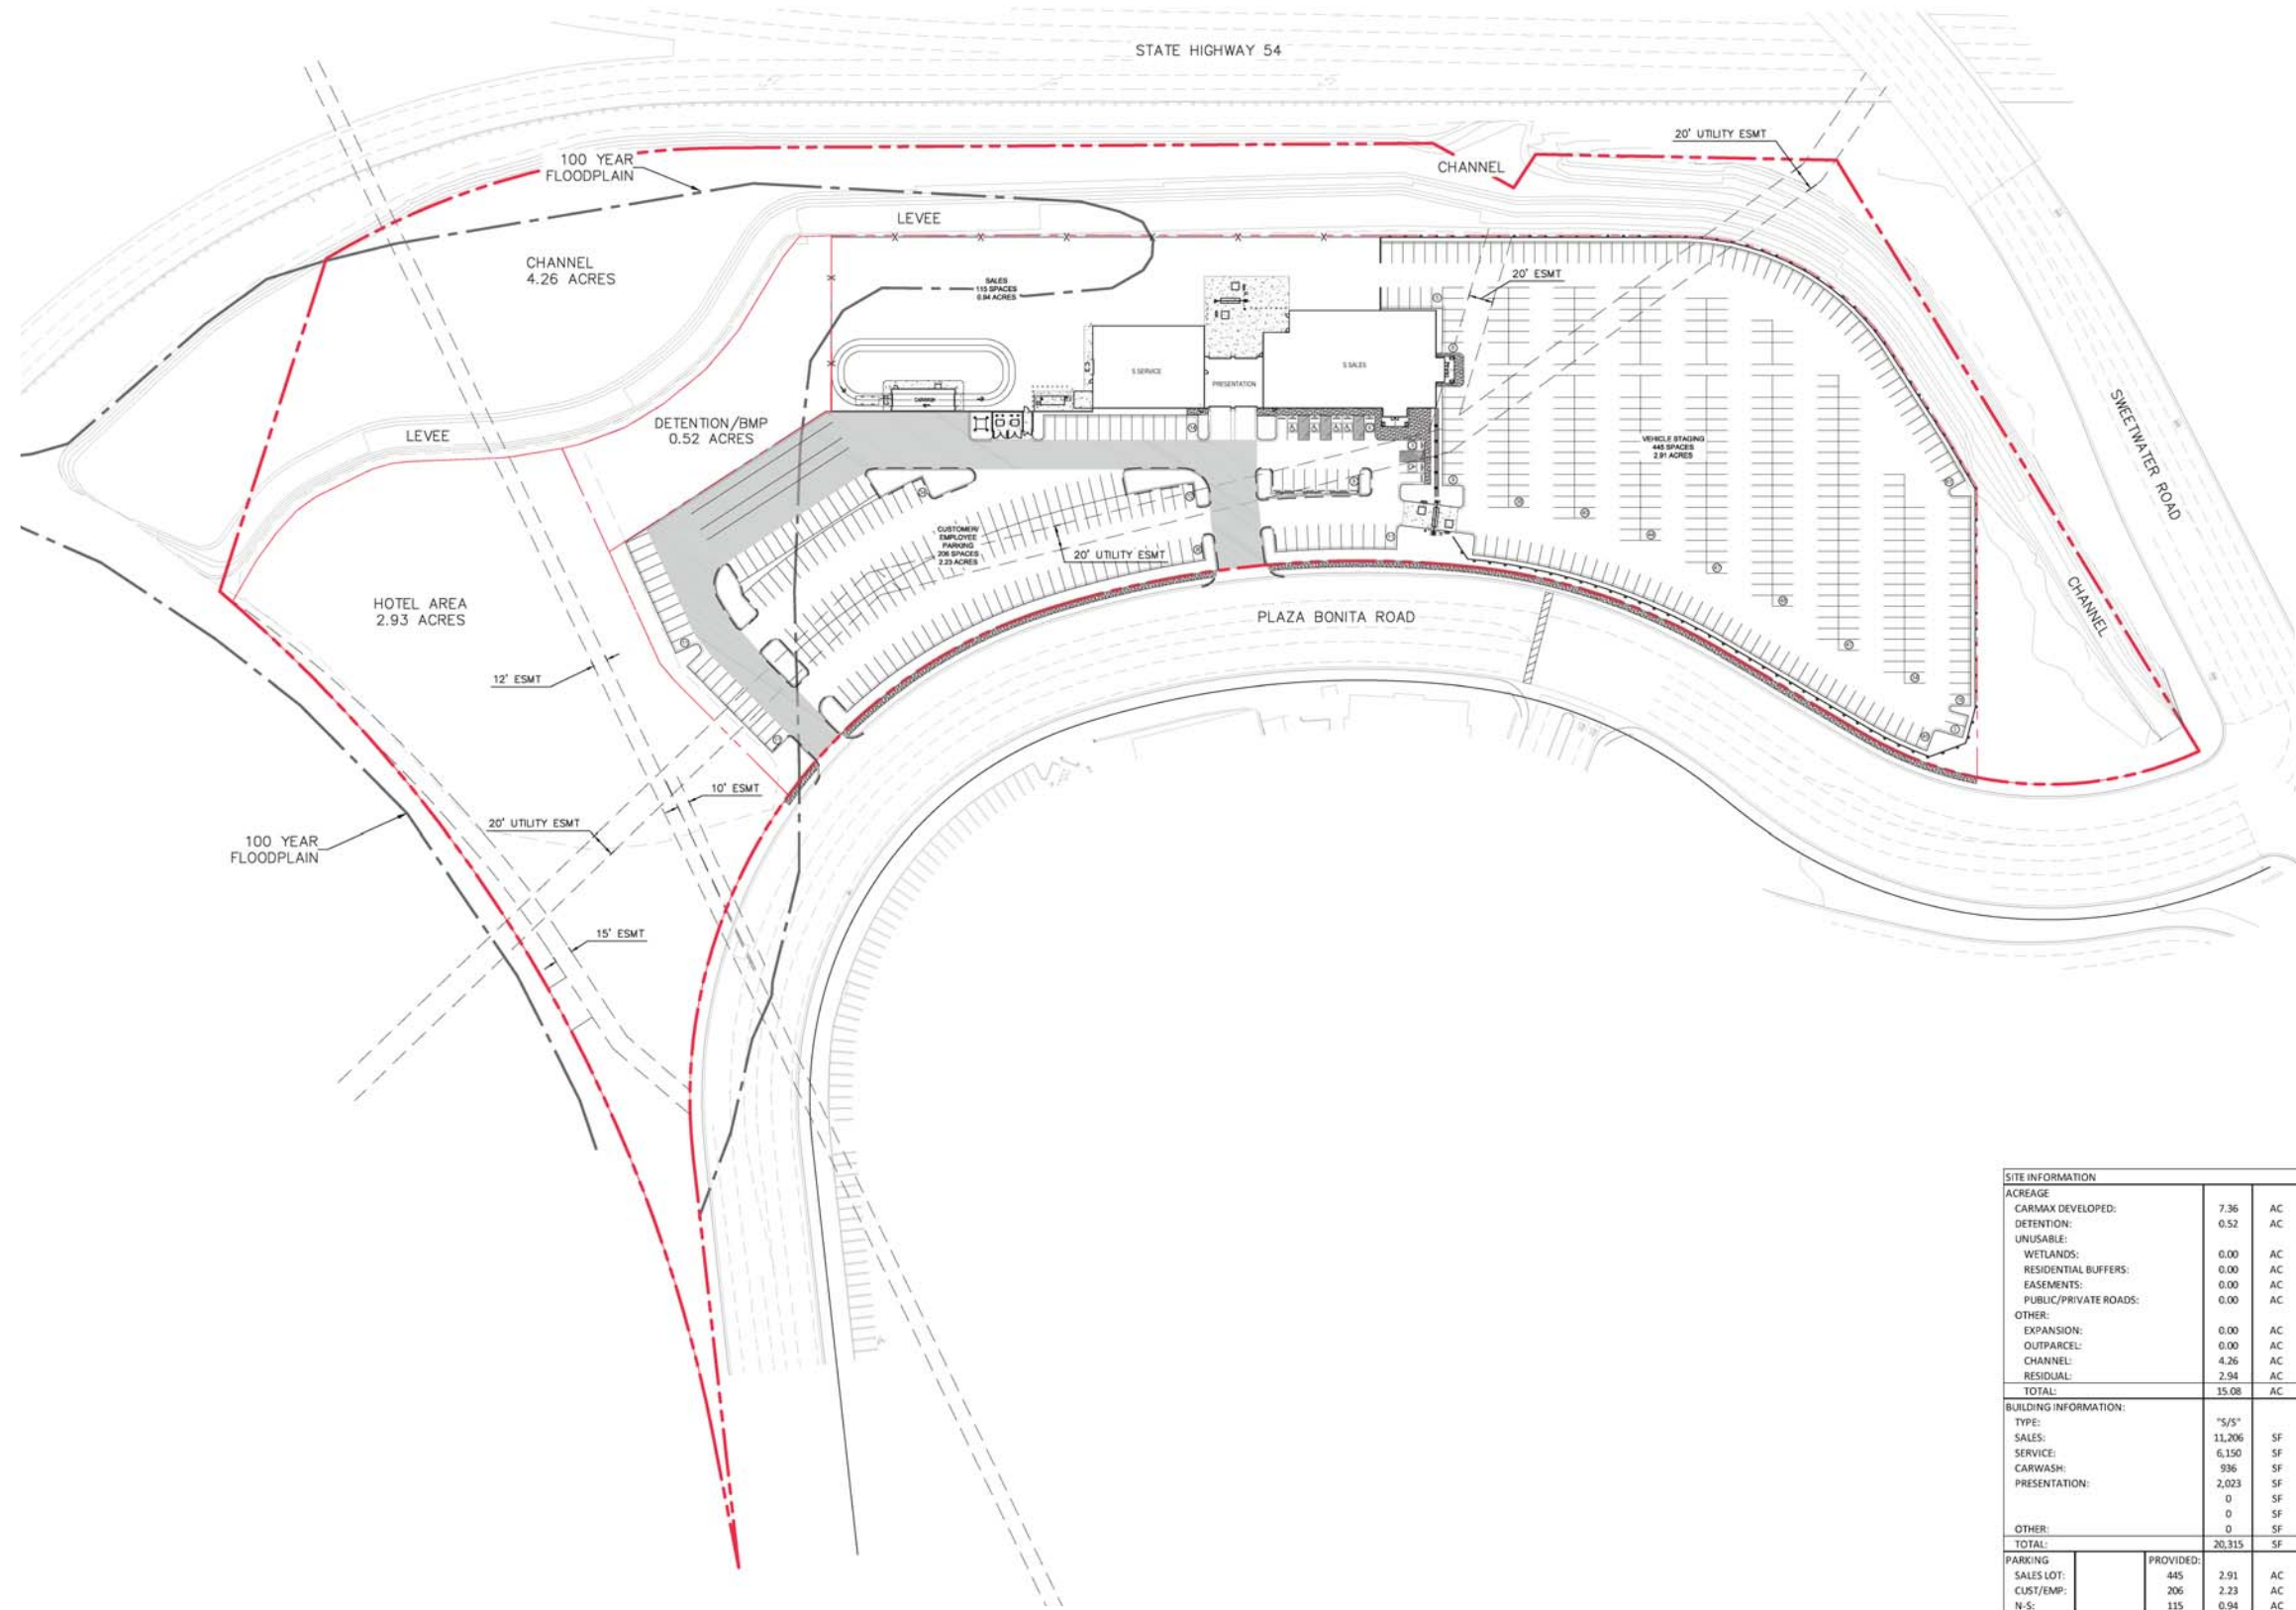 STATE HIGHWAY 54
20' UTILITY ESMT
100 YEAR
FLOODPLAIN
CHANNEL
LEVEE
CHANNEL
4.26 ACRES
SALES
115 SPACES
0.94 ACRES
20' ESMT
S SERVICE
PRESENTATION
S SALES
CARWASH
DETENTION/BMP
0.52 ACRES
LEVEE
VEHICLE STAGING
445 SPACES
2.91 ACRES
SWEETWATER ROAD
CUSTOMER/
EMPLOYEE
PARKING
206 SPACES
2.23 ACRES
20' UTILITY ESMT
HOTEL AREA
2.93 ACRES
PLAZA BONITA ROAD
CHANNEL
12' ESMT
10' ESMT
20' UTILITY ESMT
100 YEAR
FLOODPLAIN
15' ESMT
SITE INFORMATION
ACREAGE
CARMAX DEVELOPED: 7.36 AC
DETENTION: 0.52 AC
UNUSABLE:
WETLANDS: 0.00 AC
RESIDENTIAL BUFFERS: 0.00 AC
EASEMENTS: 0.00 AC
PUBLIC/PRIVATE ROADS: 0.00 AC
OTHER:
EXPANSION: 0.00 AC
OUTPARCEL: 0.00 AC
CHANNEL: 4.26 AC
RESIDUAL: 2.94 AC
TOTAL: 15.08 AC
BUILDING INFORMATION:
TYPE: "S/S"
SALES: 11,206 SF
SERVICE: 6,150 SF
CARWASH: 936 SF
PRESENTATION: 2,023 SF
0 SF
0 SF
OTHER: 0 SF
TOTAL: 20,315 SF
PARKING PROVIDED:
SALES LOT: 445 2.91 AC
CUST/EMP: 206 2.23 AC
N-S: 115 0.94 AC